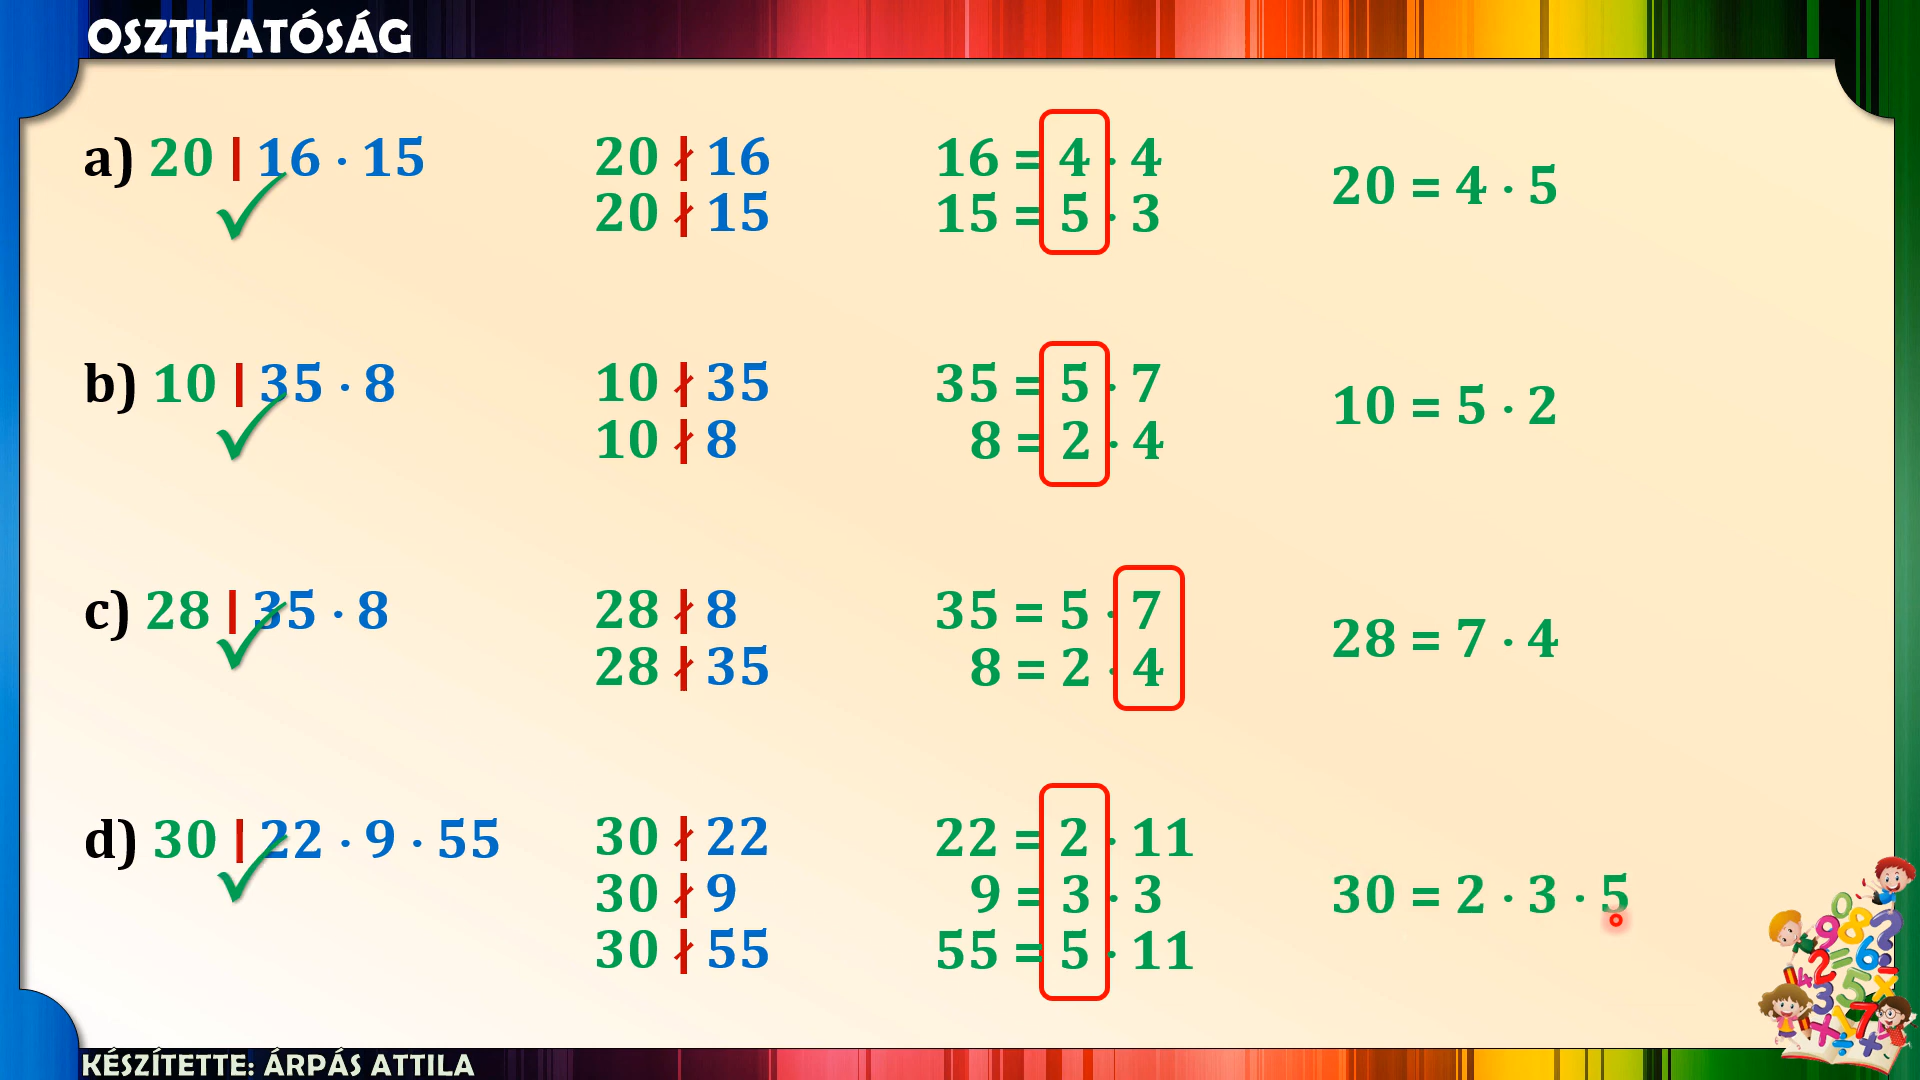 OSZTHATÓSÁG
a) 20 | 16 · 15
20 ∤ 16
20 ∤ 15
16 = 4 · 4
15 = 5 · 3
20 = 4 · 5
b) 10 | 35 · 8
10 ∤ 35
10 ∤ 8
35 = 5 · 7
8 = 2 · 4
10 = 5 · 2
c) 28 | 35 · 8
28 ∤ 8
28 ∤ 35
35 = 5 · 7
8 = 2 · 4
28 = 7 · 4
d) 30 | 22 · 9 · 55
30 ∤ 22
30 ∤ 9
30 ∤ 55
22 = 2 · 11
9 = 3 · 3
55 = 5 · 11
30 = 2 · 3 · 5
KÉSZÍTETTE: ÁRPÁS ATTILA